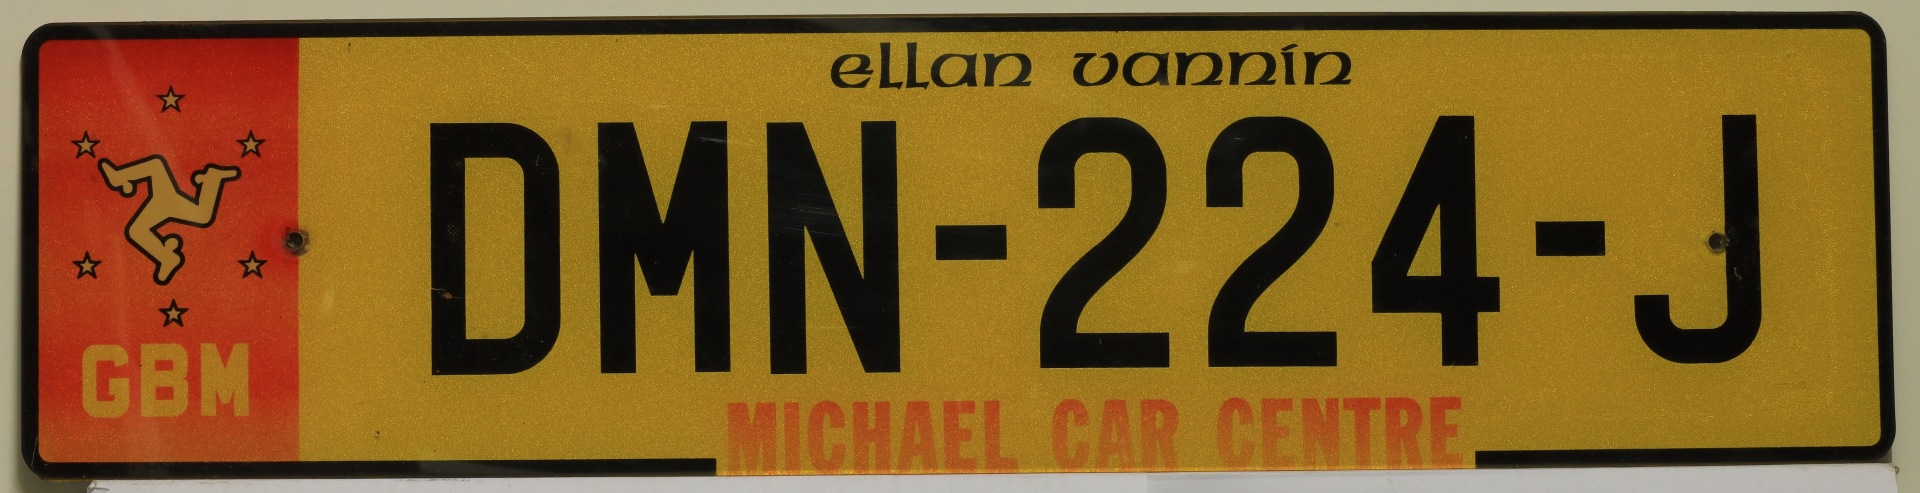 ellan vannin
DMN-224-J
GBM
MICHAEL CAR CENTRE